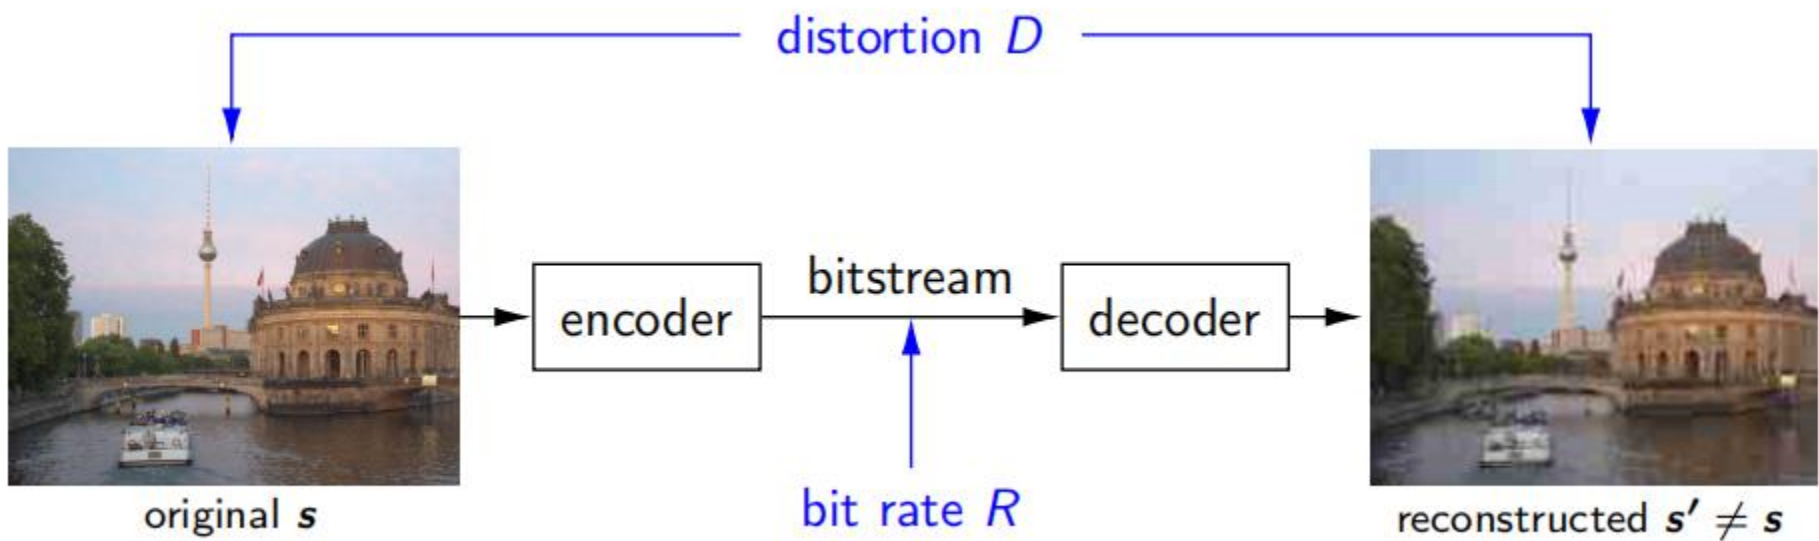 distortion D
encoder
bitstream
decoder
original s
bit rate R
reconstructed s′ ≠ s